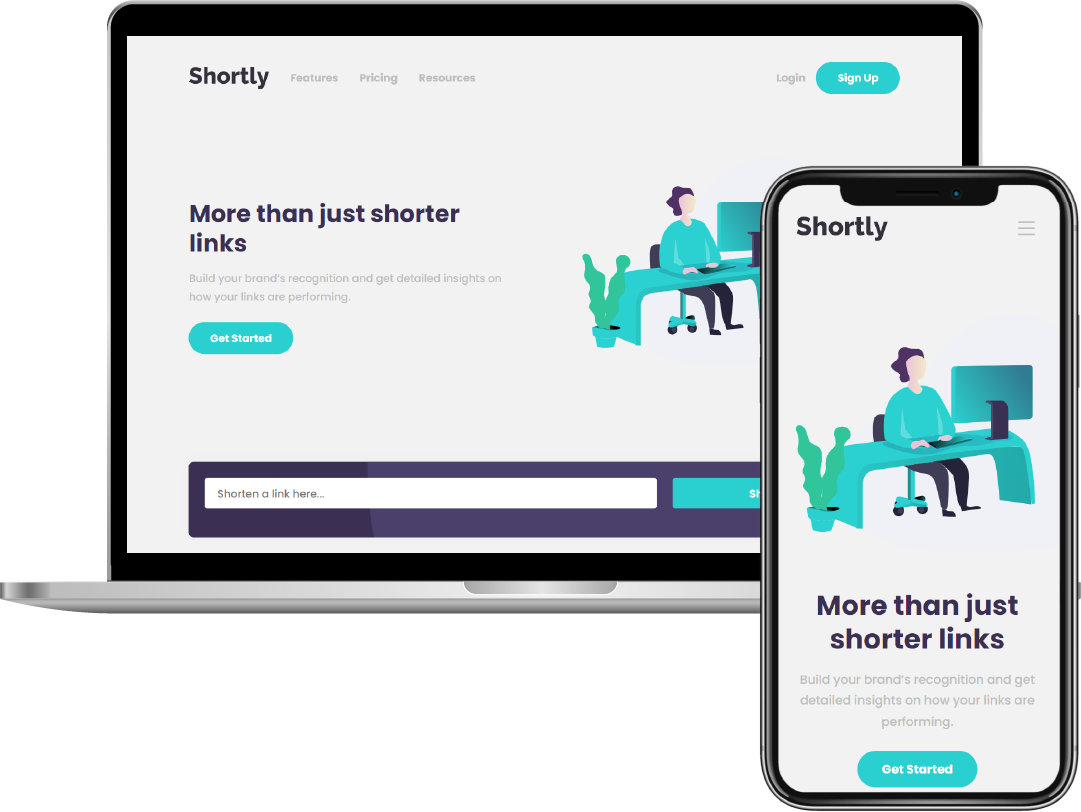 Shortly
Features Pricing Resources
Login Sign Up
More than just shorter
links
Build your brand's recognition and get detailed insights on
how your links are performing.
Get Started
Shorten a link here...
Shortly
More than just
shorter links
Build your brand's recognition and get
detailed insights on how your links are
performing.
Get Started